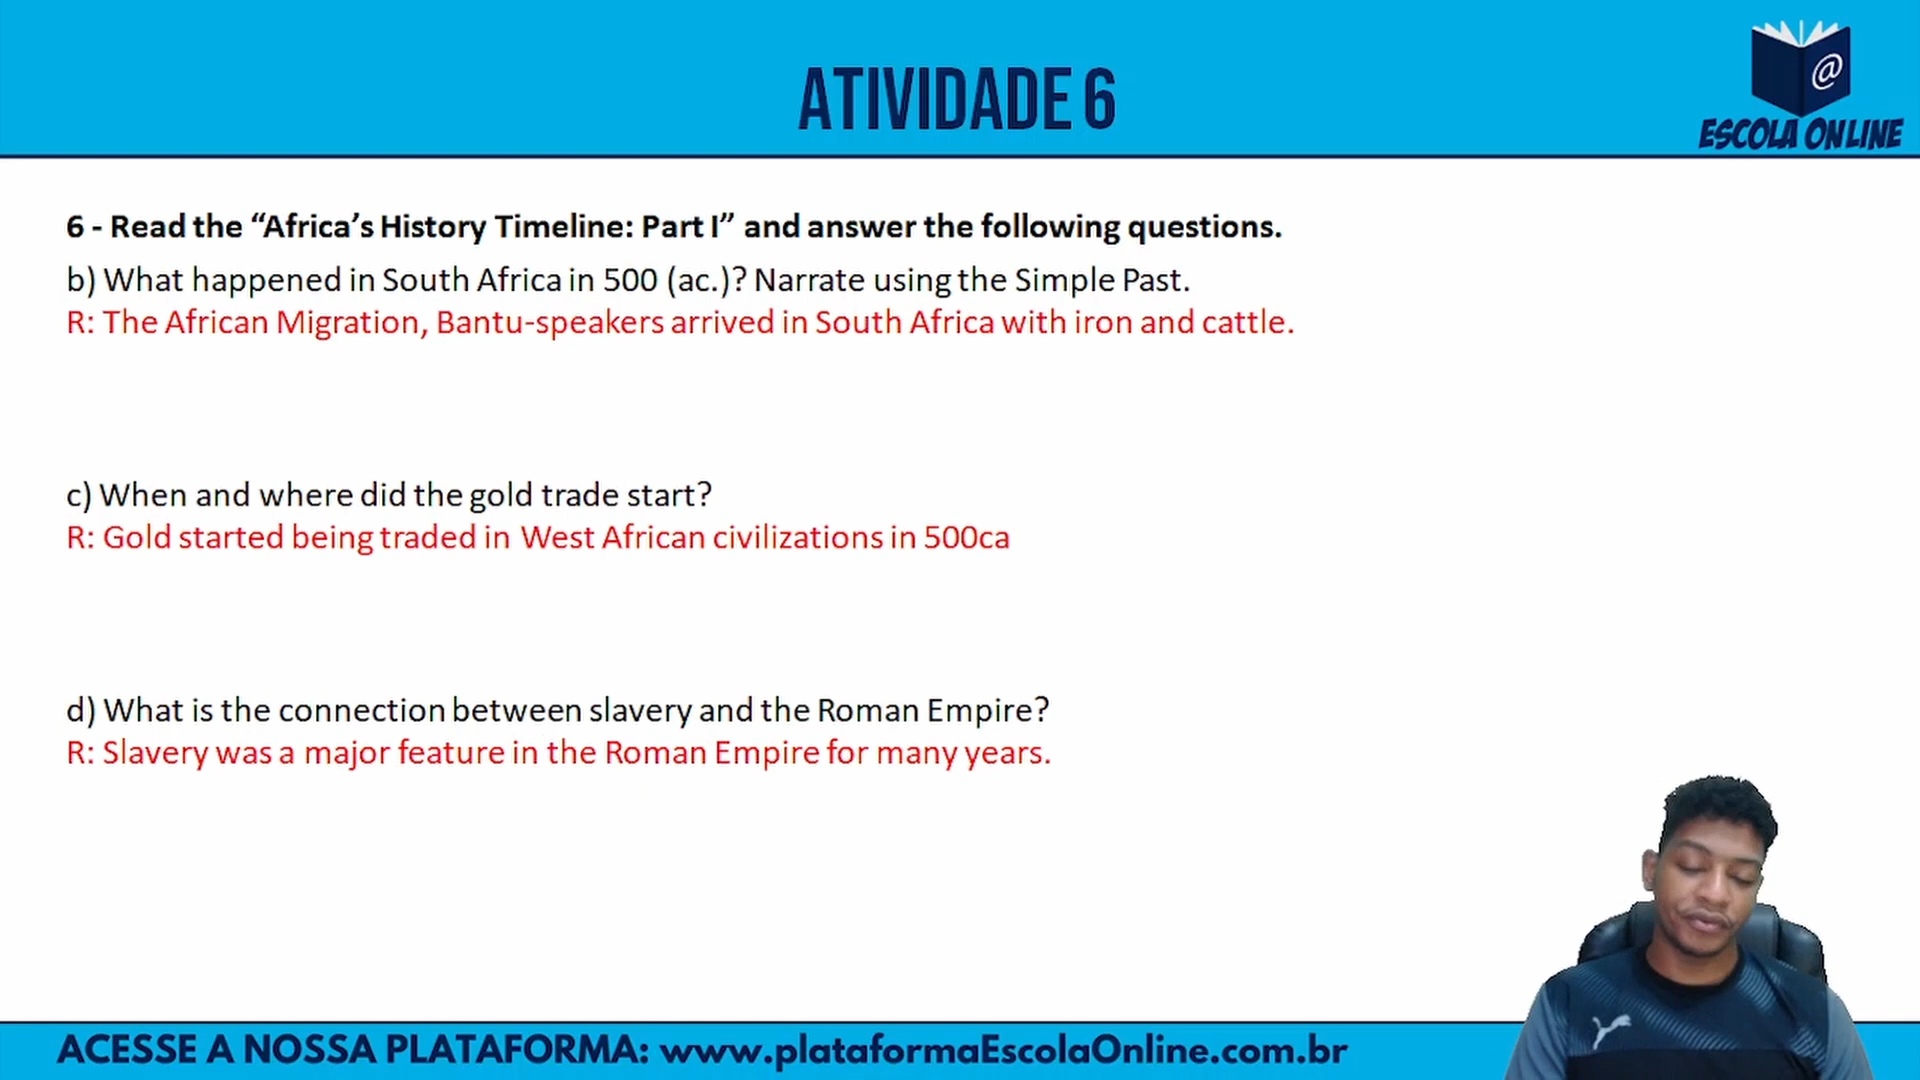 ATIVIDADE 6
@
ESCOLA ONLINE
6 - Read the “Africa’s History Timeline: Part I” and answer the following questions.
b) What happened in South Africa in 500 (ac.)? Narrate using the Simple Past.
R: The African Migration, Bantu-speakers arrived in South Africa with iron and cattle.
c) When and where did the gold trade start?
R: Gold started being traded in West African civilizations in 500ca
d) What is the connection between slavery and the Roman Empire?
R: Slavery was a major feature in the Roman Empire for many years.
ACESSE A NOSSA PLATAFORMA: www.plataformaEscolaOnline.com.br